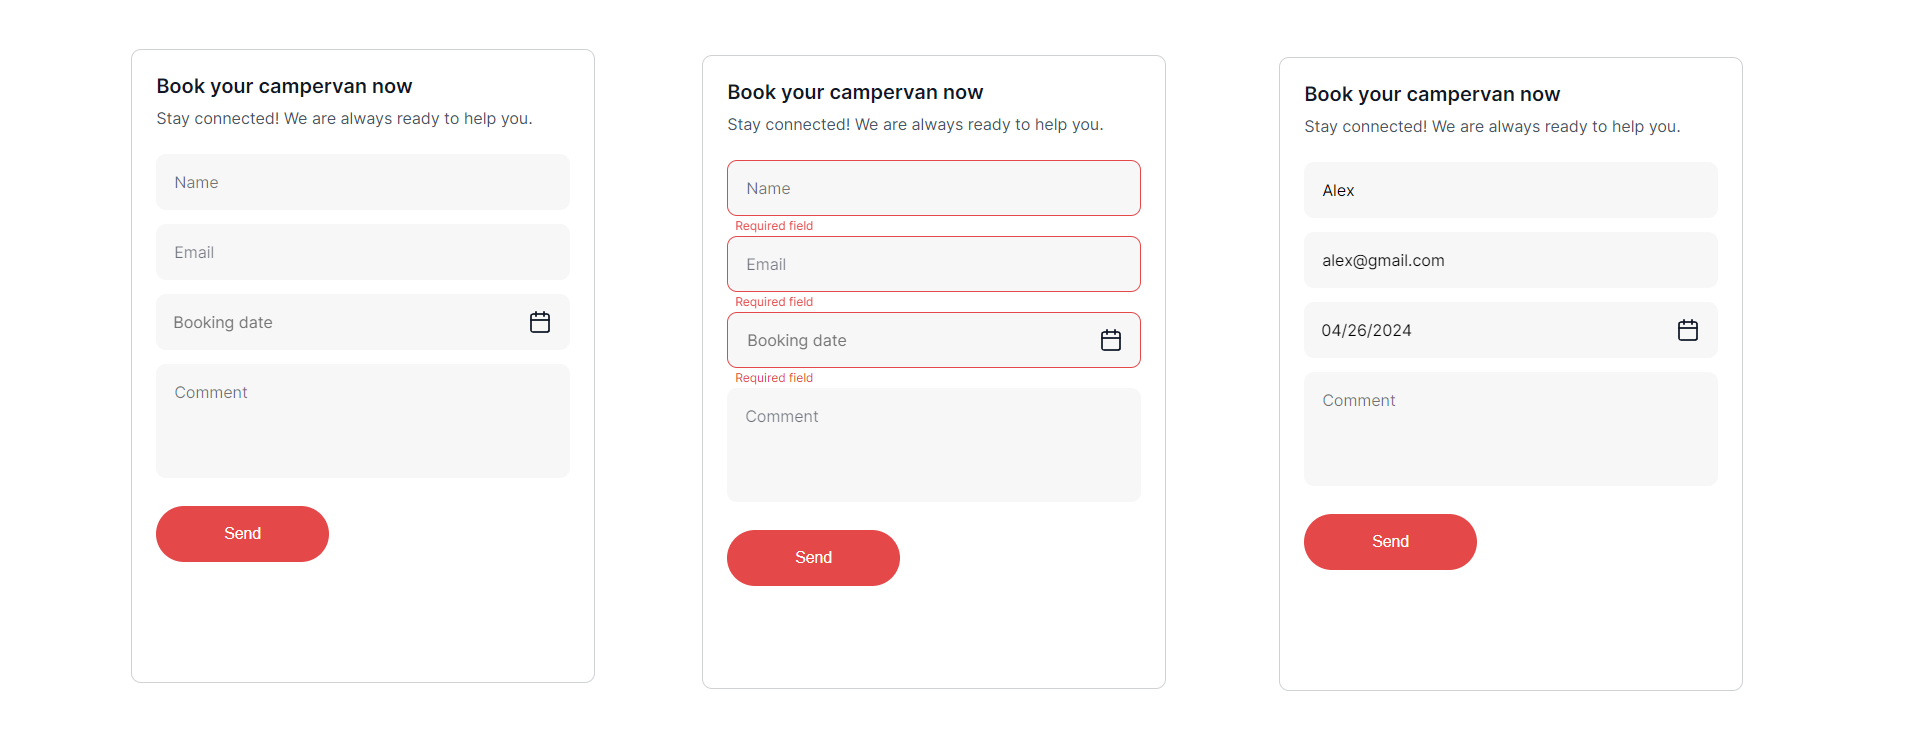 Book your campervan now
Stay connected! We are always ready to help you.
Name
Email
Booking date
Comment
Send
Book your campervan now
Stay connected! We are always ready to help you.
Name
Required field
Email
Required field
Booking date
Required field
Comment
Send
Book your campervan now
Stay connected! We are always ready to help you.
Alex
alex@gmail.com
04/26/2024
Comment
Send